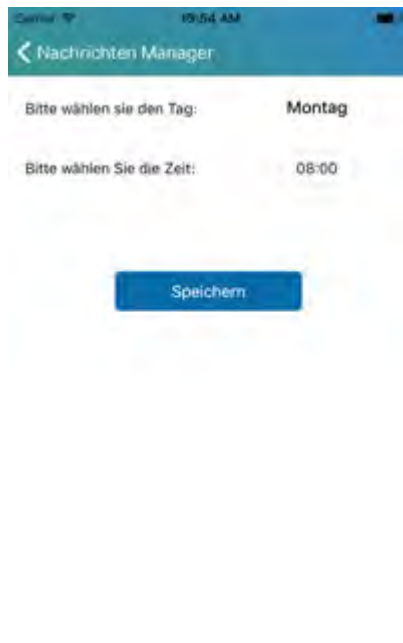 Carrier 10:54 AM
Nachrichten Manager
Bitte wählen sie den Tag: Montag
Bitte wählen Sie die Zeit: 08:00
Speichern